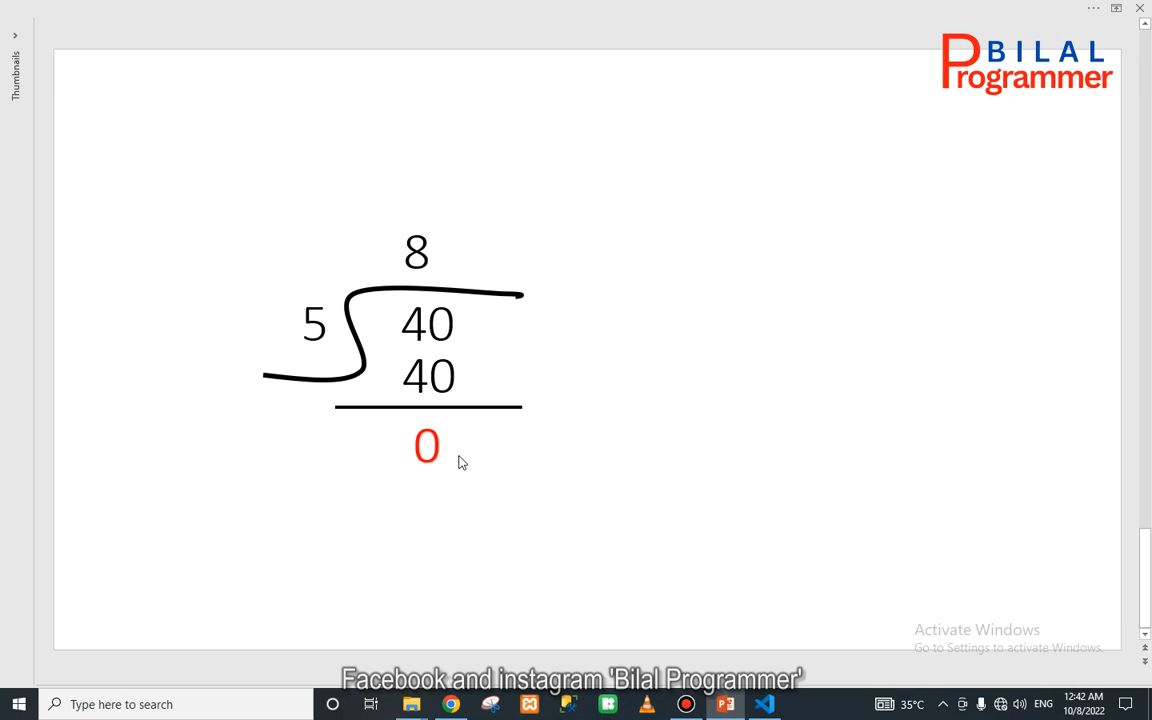 Thumbnails
BILAL
Programmer
8
5 40
40
0
Activate Windows
Go to Settings to activate Windows.
Facebook and instagram 'Bilal Programmer'
Type here to search
35°C
ENG
12:42 AM
10/8/2022